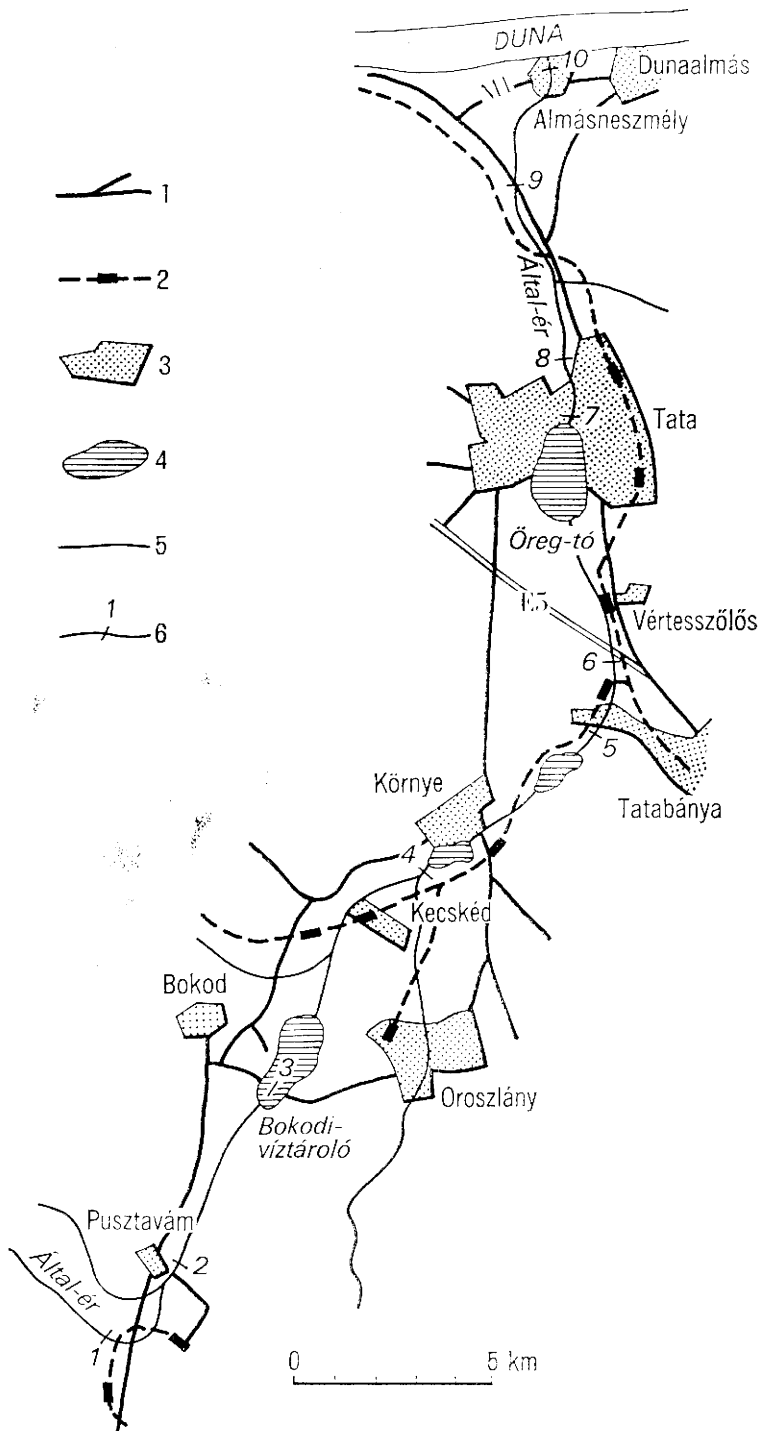 DUNA
10
Dunaalmás
M1
Almásneszmély
9
1
2
Által-ér
3
8
7
Tata
4
Öreg-tó
5
E5
1
6
Vértesszőlős
6
5
Környe
Tatabánya
4
Kecskéd
Bokod
3
Oroszlány
Bokodi-
víztároló
Pusztavám
2
Által-ér
1
0
5 km